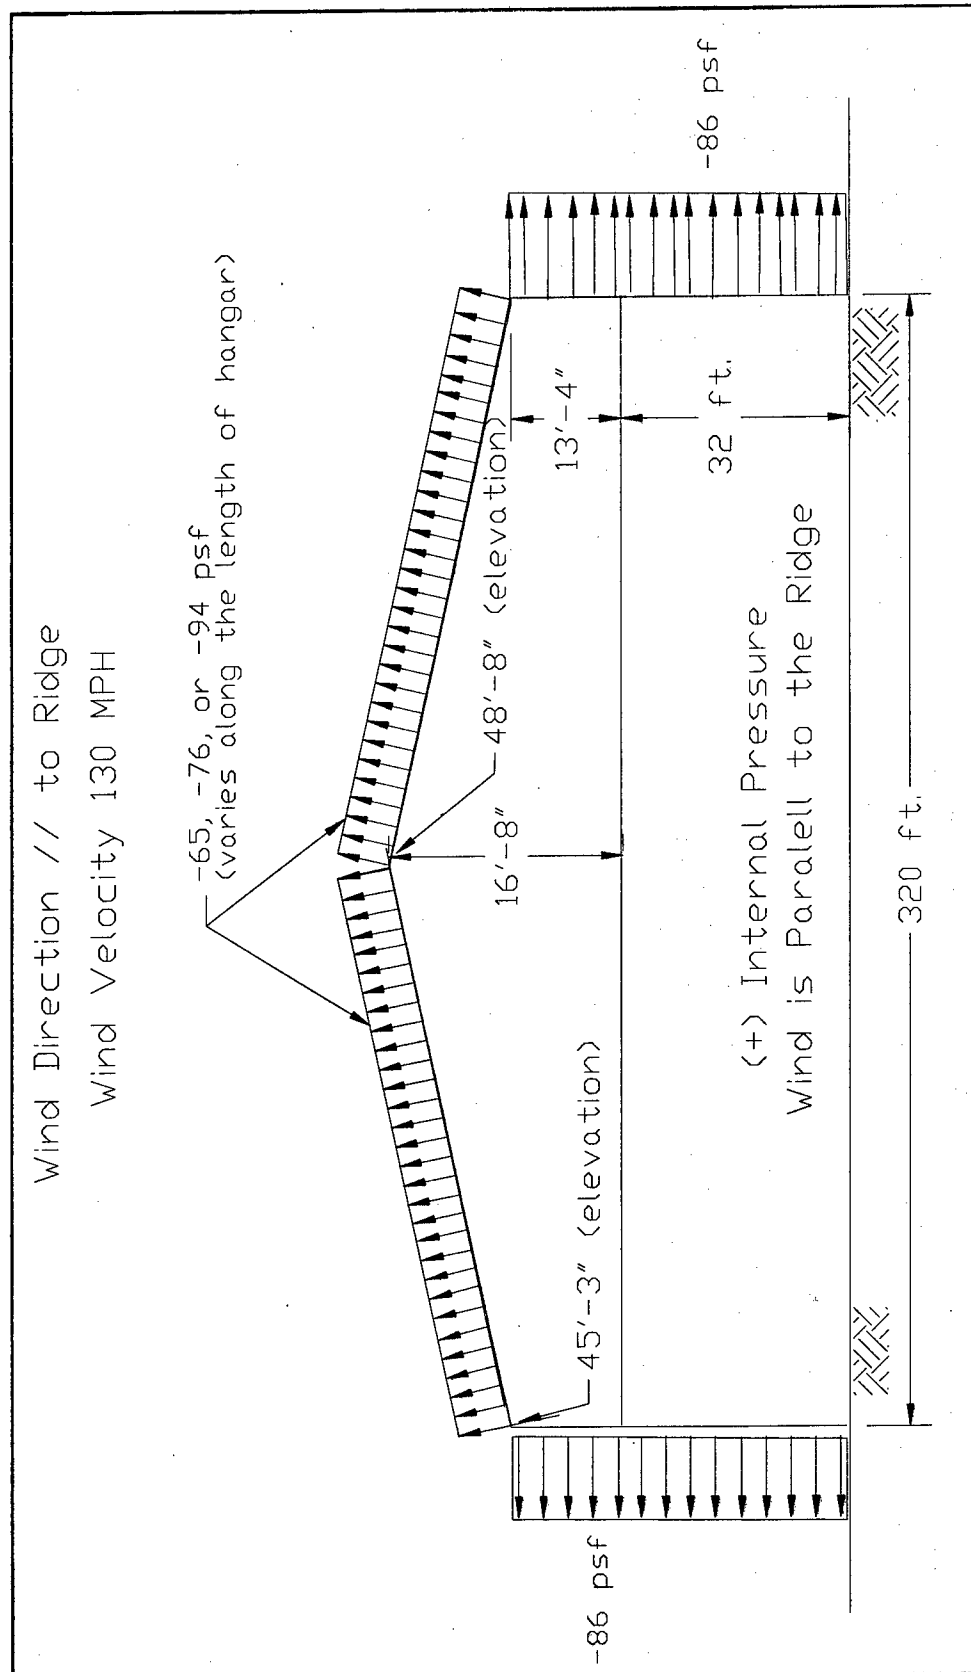 Wind Direction // to Ridge
Wind Velocity 130 MPH
-65, -76, or -94 psf
(varies along the length of hangar)
-86 psf
-86 psf
45'-3" (elevation)
48'-8" (elevation)
16'-8"
13'-4"
32 ft.
(+) Internal Pressure
Wind is Paralell to the Ridge
320 ft.